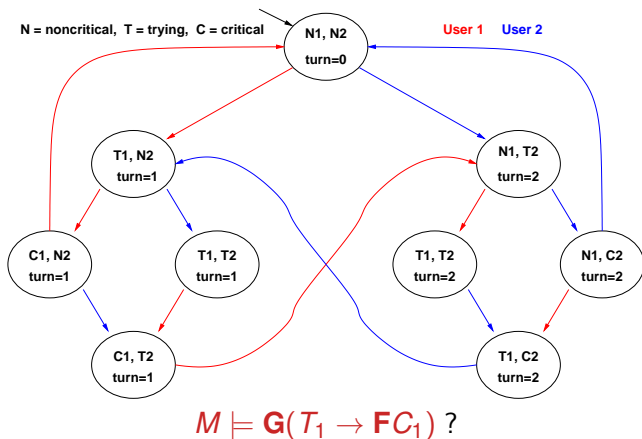 N = noncritical, T = trying, C = critical
User 1 User 2
N1, N2
turn=0
T1, N2
turn=1
N1, T2
turn=2
C1, N2
turn=1
T1, T2
turn=1
T1, T2
turn=2
N1, C2
turn=2
C1, T2
turn=1
T1, C2
turn=2
M ⊨ G(T₁ → FC₁) ?